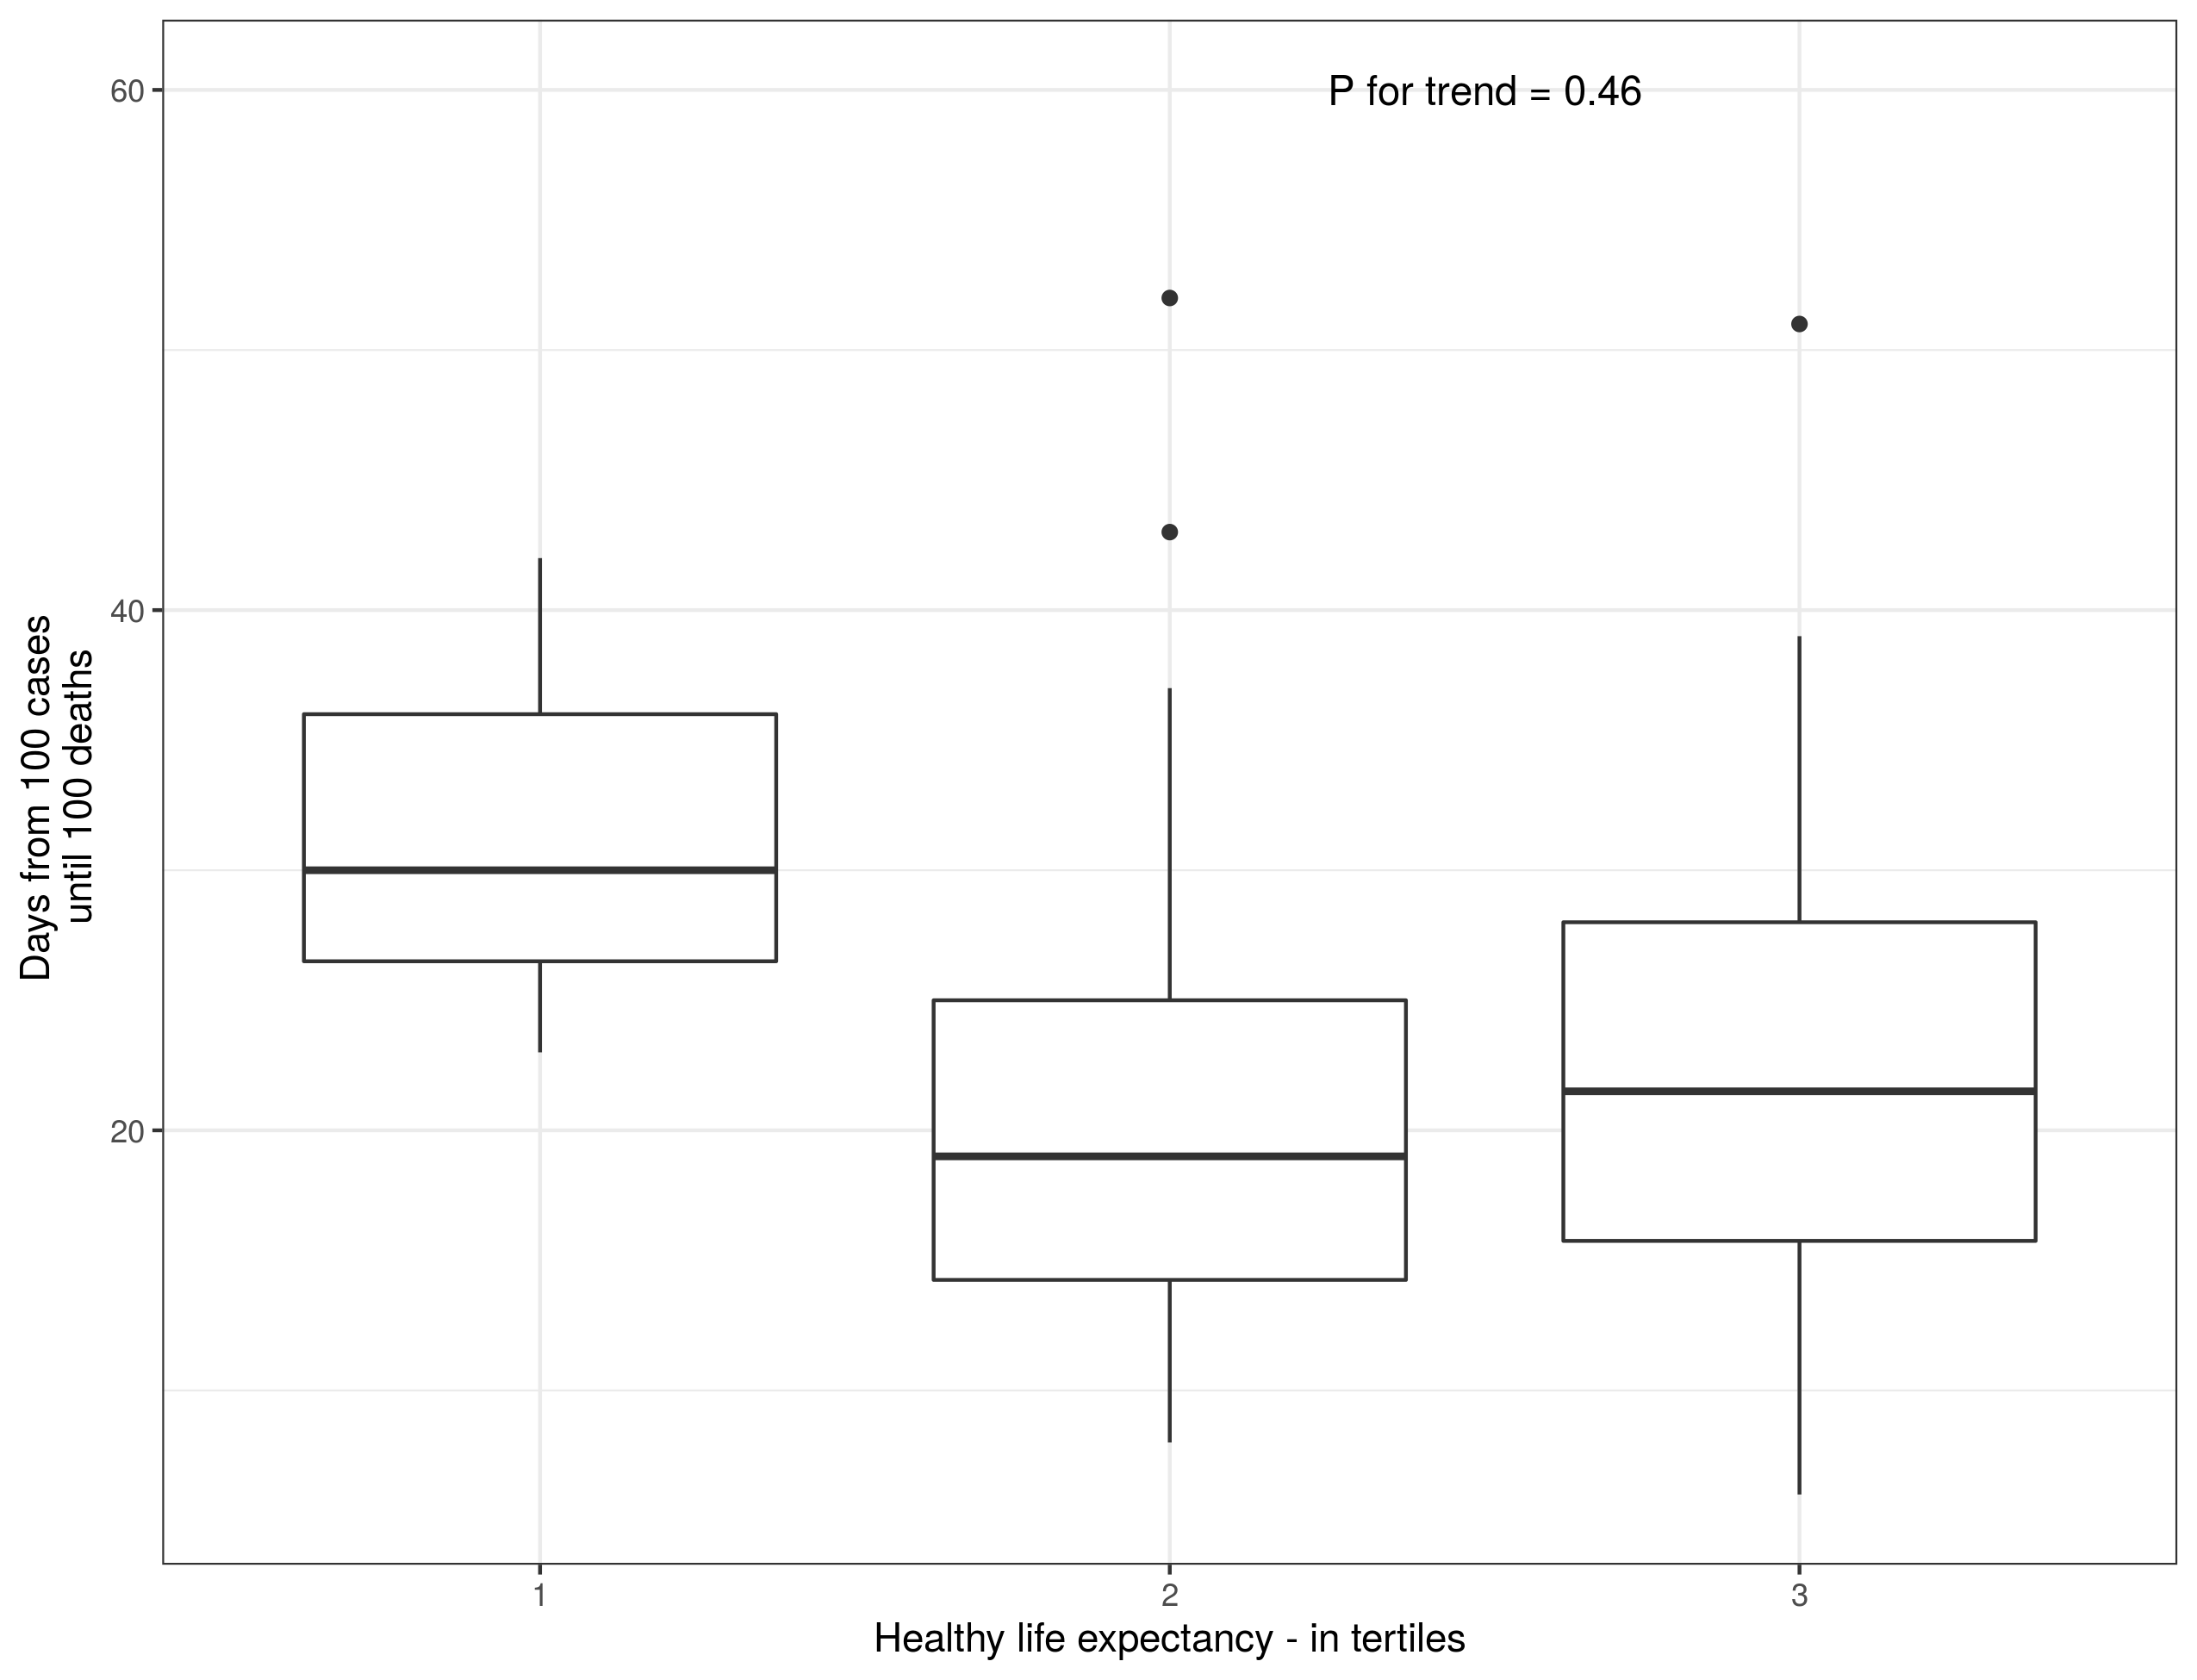 P for trend = 0.46
60
40
20
Days from 100 cases
until 100 deaths
1
2
3
Healthy life expectancy - in tertiles